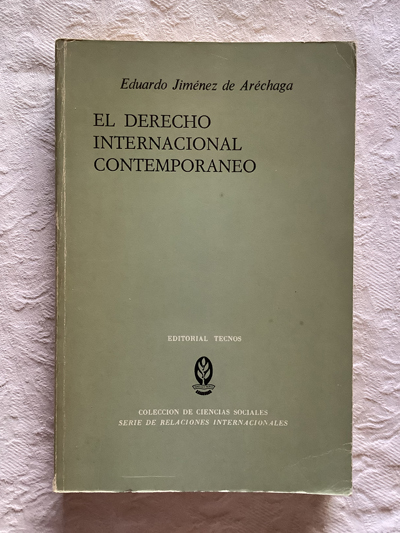 Eduardo Jiménez de Aréchaga
EL DERECHO
INTERNACIONAL
CONTEMPORANEO
EDITORIAL TECNOS
COLECCION DE CIENCIAS SOCIALES
SERIE DE RELACIONES INTERNACIONALES